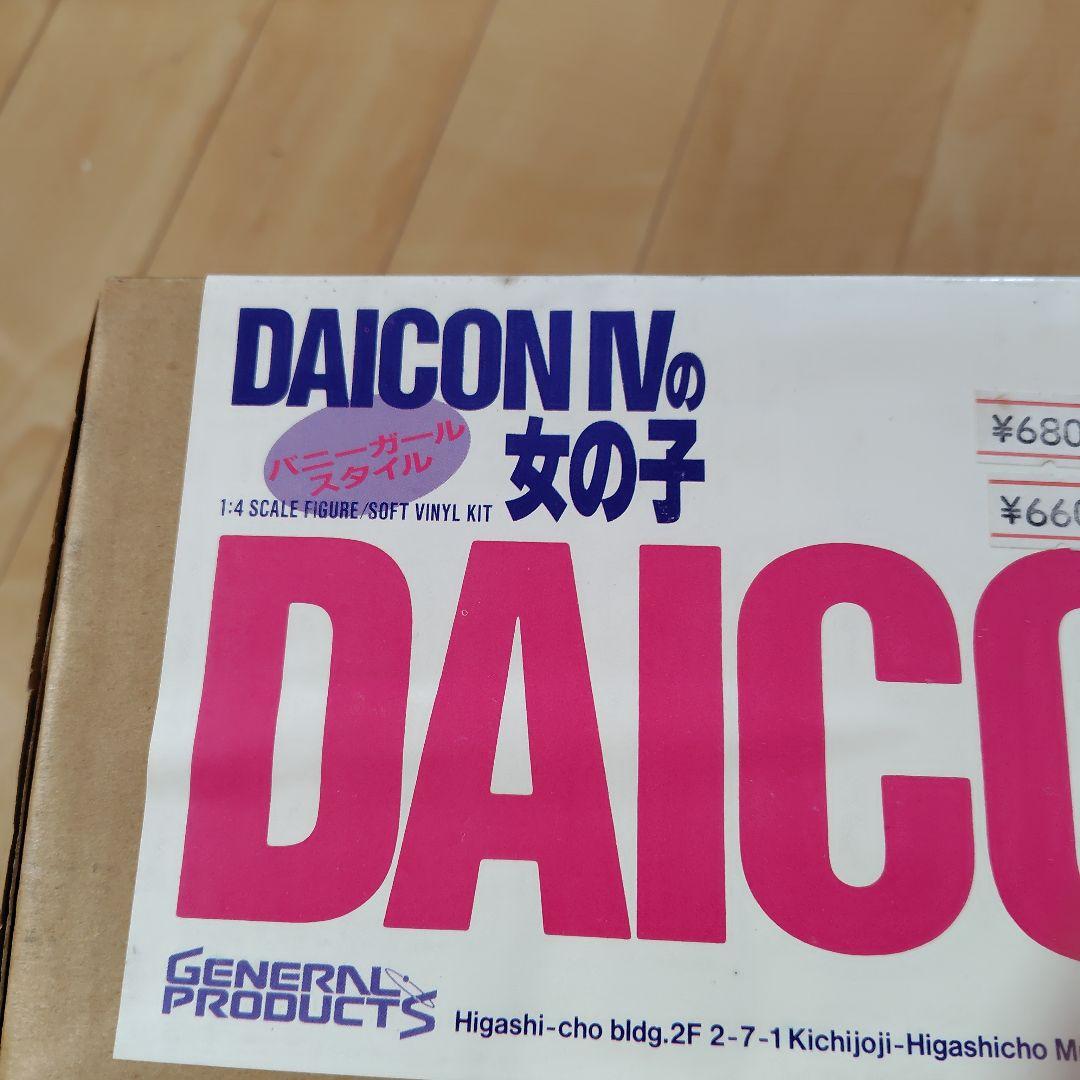 DAICON IVの
女の子
バニーガール
スタイル
1:4 SCALE FIGURE/SOFT VINYL KIT
¥680
¥660
DAICO
GENERAL
PRODUCTS
Higashi-cho bldg.2F 2-7-1 Kichijoji-Higashicho